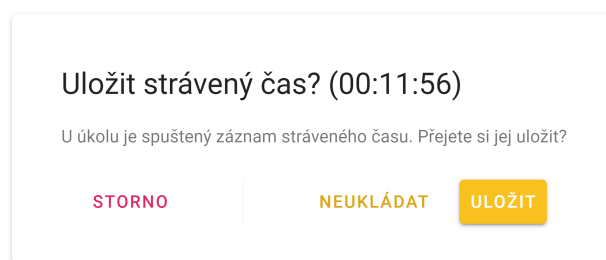 Uložit strávený čas? (00:11:56)
U úkolu je spuštený záznam stráveného času. Přejete si jej uložit?
STORNO NEUKLÁDAT ULOŽIT